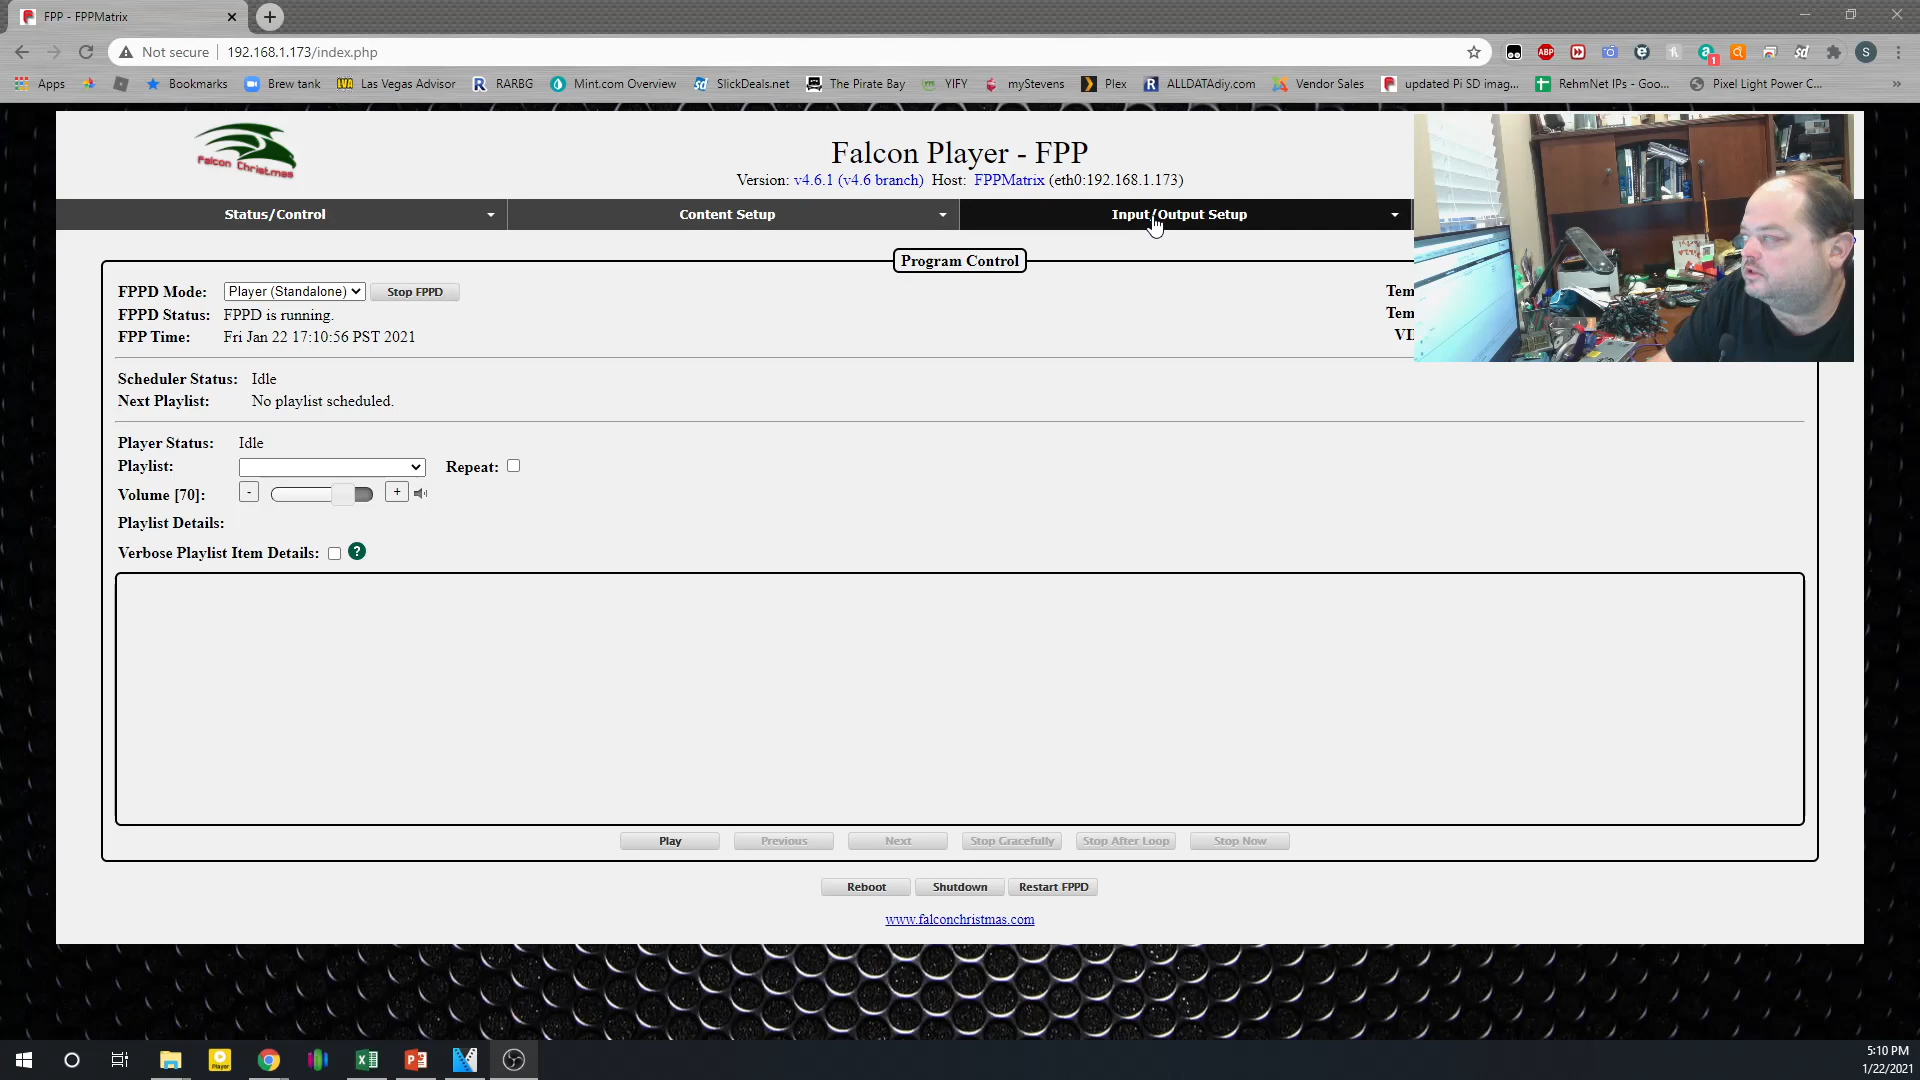 FPP - FPPMatrix
Not secure 192.168.1.173/index.php
Apps Bookmarks Brew tank Las Vegas Advisor RARBG Mint.com Overview SlickDeals.net The Pirate Bay YIFY myStevens Plex ALLDATAdiy.com Vendor Sales updated Pi SD imag... RehmNet IPs - Goo... Pixel Light Power C... »
Falcon Christmas
Falcon Player - FPP
Version: v4.6.1 (v4.6 branch) Host: FPPMatrix (eth0:192.168.1.173)
Status/Control Content Setup Input/Output Setup
Program Control
FPPD Mode: Player (Standalone) Stop FPPD
FPPD Status: FPPD is running.
FPP Time: Fri Jan 22 17:10:56 PST 2021
Scheduler Status: Idle
Next Playlist: No playlist scheduled.
Player Status: Idle
Playlist: Repeat:
Volume [70]: - +
Playlist Details:
Verbose Playlist Item Details: ?
Play Previous Next Stop Gracefully Stop After Loop Stop Now
Reboot Shutdown Restart FPPD
www.falconchristmas.com
5:10 PM
1/22/2021